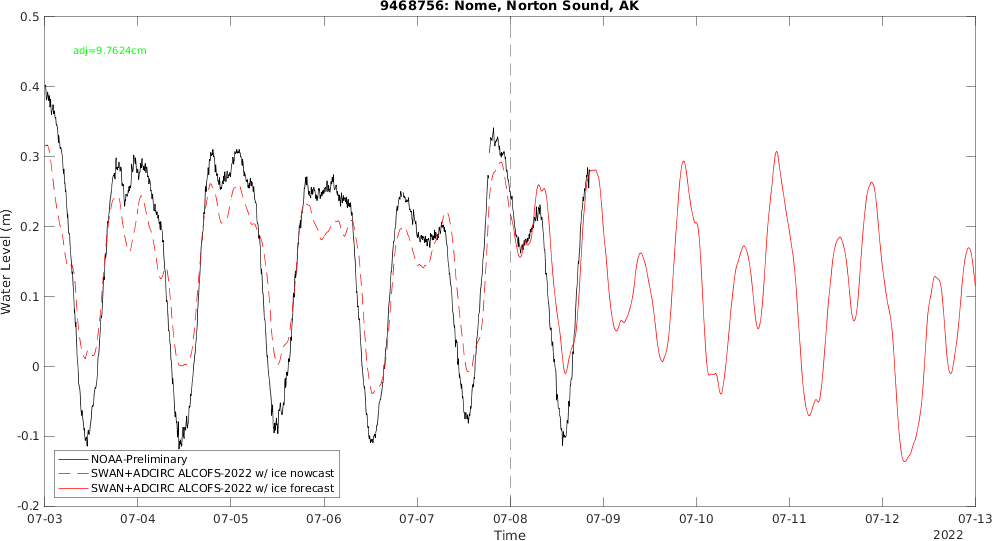 9468756: Nome, Norton Sound, AK
0.5
adj=9.7624cm
0.4
0.3
0.2
0.1
0
-0.1
-0.2
Water Level (m)
NOAA-Preliminary
SWAN+ADCIRC ALCOFS-2022 w/ ice nowcast
SWAN+ADCIRC ALCOFS-2022 w/ ice forecast
07-03 07-04 07-05 07-06 07-07 07-08 07-09 07-10 07-11 07-12 07-13
Time
2022